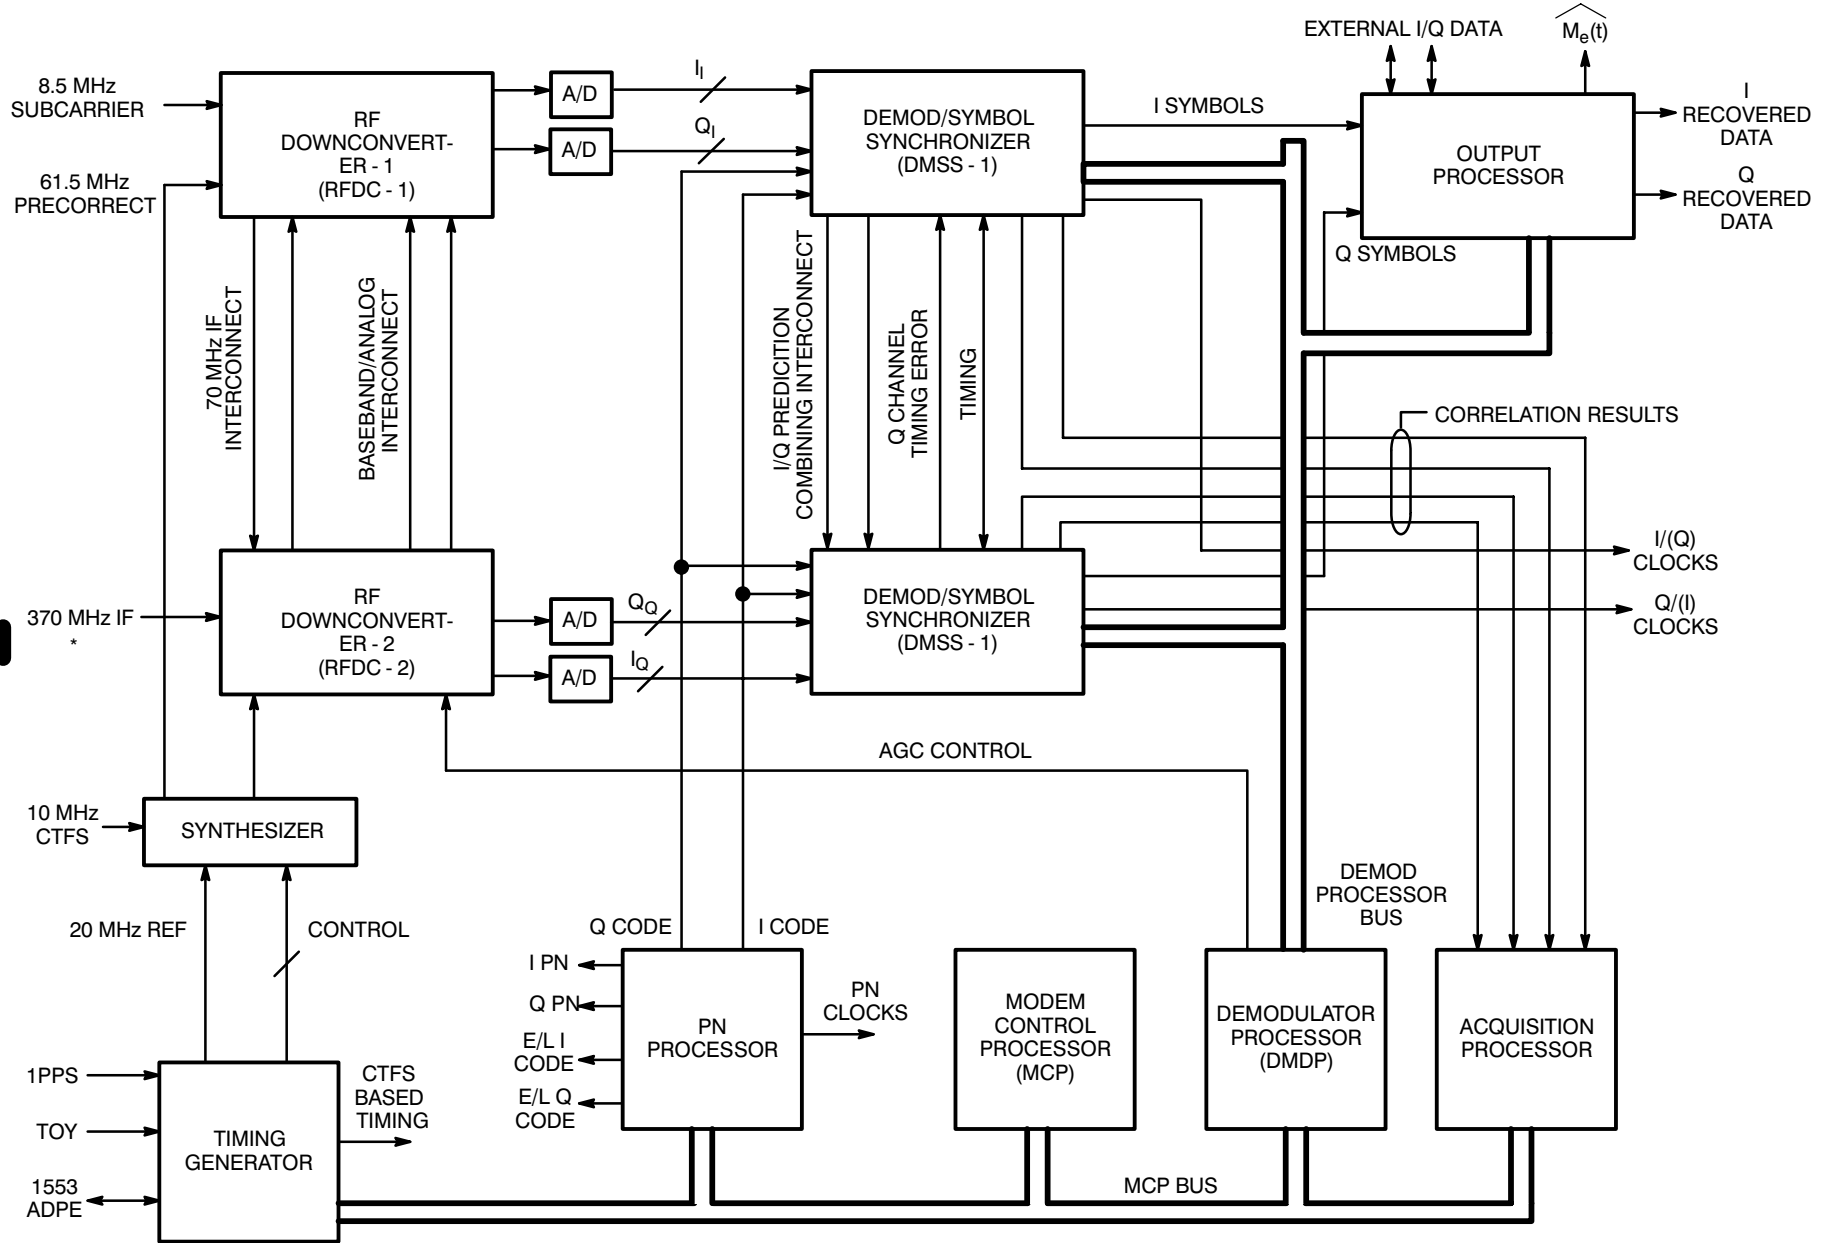 EXTERNAL I/Q DATA
Me(t)
8.5 MHz
SUBCARRIER
61.5 MHz
PRECORRECT
RF
DOWNCONVERT-
ER - 1
(RFDC - 1)
A/D
A/D
II
QI
DEMOD/SYMBOL
SYNCHRONIZER
(DMSS - 1)
I SYMBOLS
OUTPUT
PROCESSOR
I
RECOVERED
DATA
Q
RECOVERED
DATA
Q SYMBOLS
70 MHz IF
INTERCONNECT
BASEBAND/ANALOG
INTERCONNECT
I/Q PREDICITION
COMBINING INTERCONNECT
Q CHANNEL
TIMING ERROR
TIMING
CORRELATION RESULTS
I/(Q)
CLOCKS
Q/(I)
CLOCKS
370 MHz IF
*
RF
DOWNCONVERT-
ER - 2
(RFDC - 2)
A/D
A/D
QQ
IQ
DEMOD/SYMBOL
SYNCHRONIZER
(DMSS - 1)
AGC CONTROL
10 MHz
CTFS
SYNTHESIZER
20 MHz REF
CONTROL
Q CODE
I CODE
DEMOD
PROCESSOR
BUS
I PN
Q PN
E/L I
CODE
E/L Q
CODE
PN
PROCESSOR
PN
CLOCKS
MODEM
CONTROL
PROCESSOR
(MCP)
DEMODULATOR
PROCESSOR
(DMDP)
ACQUISITION
PROCESSOR
1PPS
TOY
1553
ADPE
TIMING
GENERATOR
CTFS
BASED
TIMING
MCP BUS